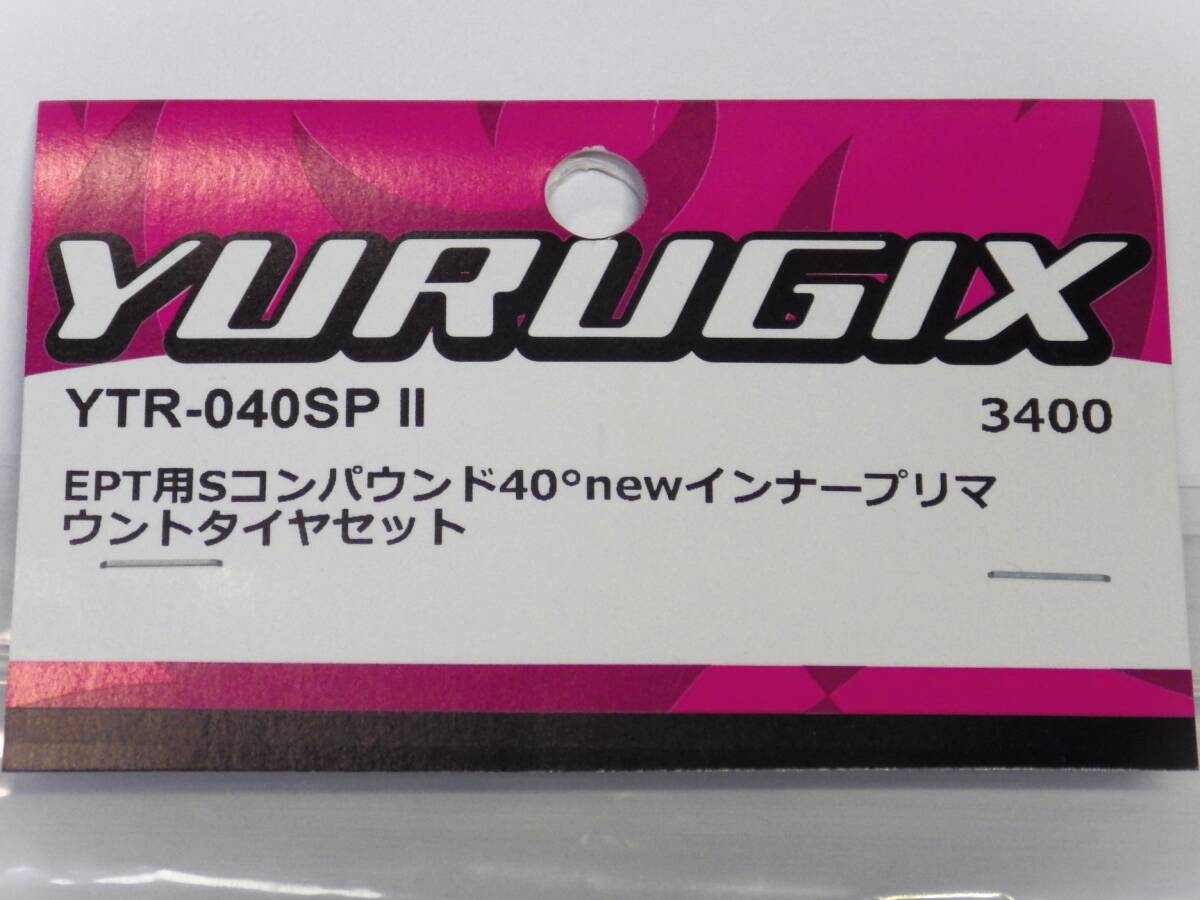 YURUGIX
YTR-040SP II 3400
EPT用Sコンパウンド40°newインナープリマ
ウントタイヤセット